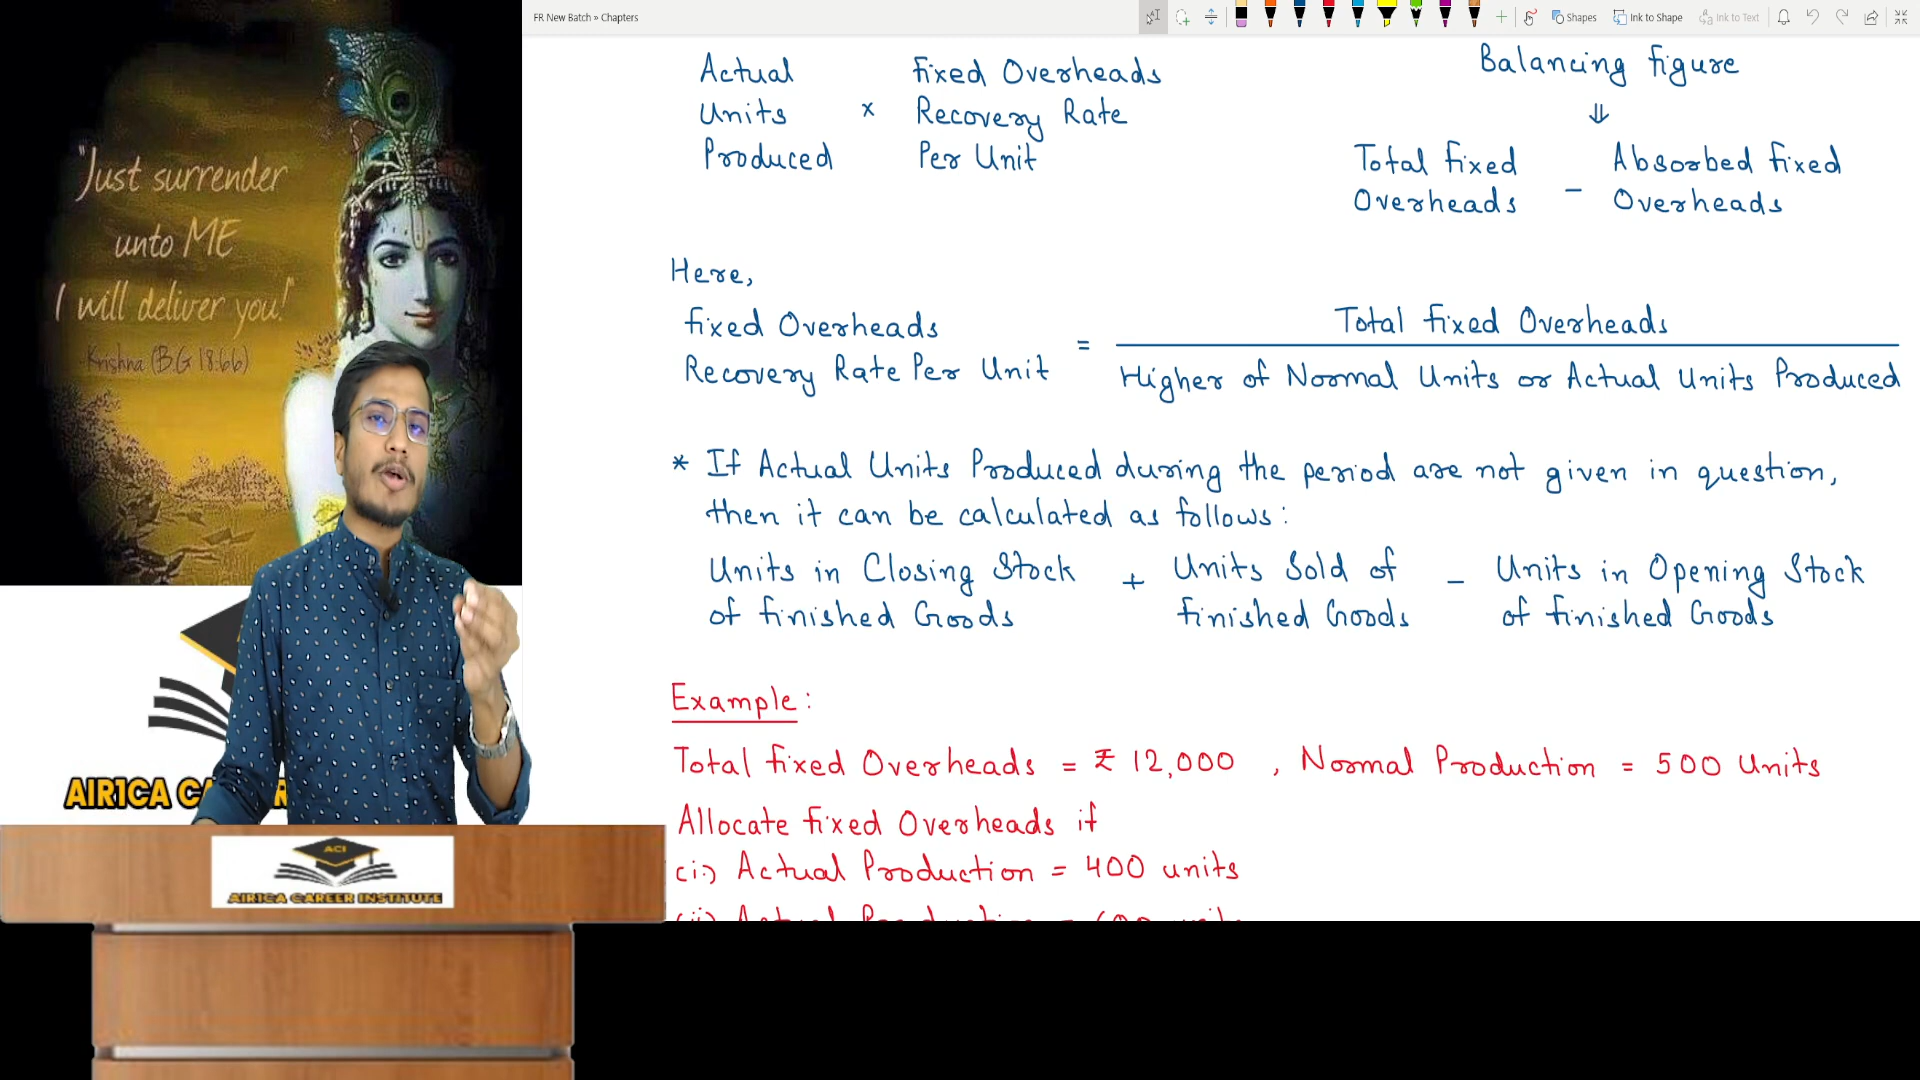 FR New Batch » Chapters
Shapes
Ink to Shape
Ink to Text
"Just surrender
unto ME
I will deliver you!"
Krishna (B.G 18.66)
AIR1CA
ACI
AIR1CA CAREER INSTITUTE
Actual Fixed Overheads
Units × Recovery Rate
Produced Per Unit
Balancing figure
⇓
Total fixed Absorbed fixed
Overheads - Overheads
Here,
fixed Overheads
Recovery Rate Per Unit
=
Total fixed Overheads
Higher of Normal Units or Actual Units Produced
* If Actual Units Produced during the period are not given in question,
then it can be calculated as follows:
Units in Closing Stock + Units Sold of - Units in Opening Stock
of finished Goods finished Goods of finished Goods
Example:
Total fixed Overheads = ₹ 12,000 , Normal Production = 500 Units
Allocate fixed Overheads if
(i) Actual Production = 400 units